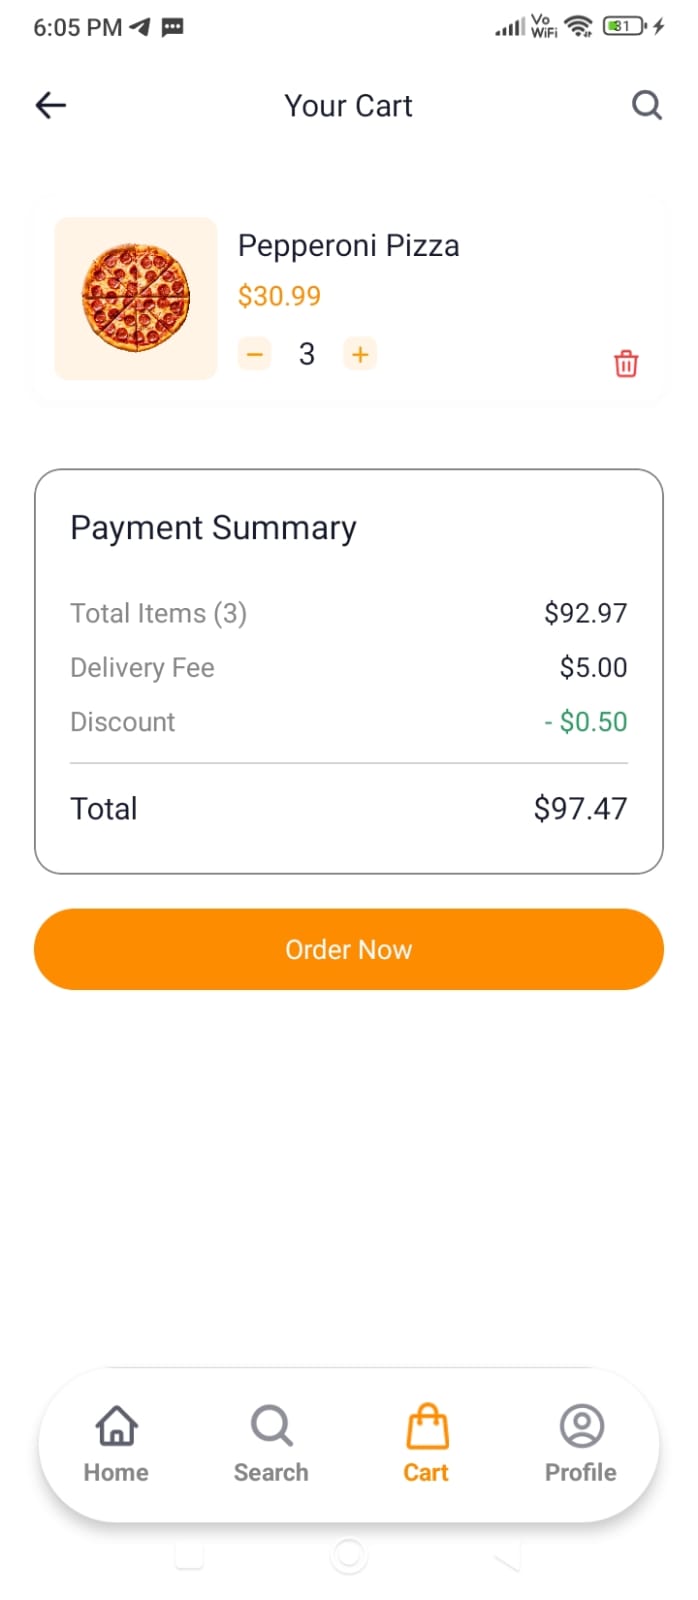 6:05 PM
Vo
WiFi
31
Your Cart
Pepperoni Pizza
$30.99
− 3 +
Payment Summary
Total Items (3) $92.97
Delivery Fee $5.00
Discount - $0.50
Total $97.47
Order Now
Home Search Cart Profile